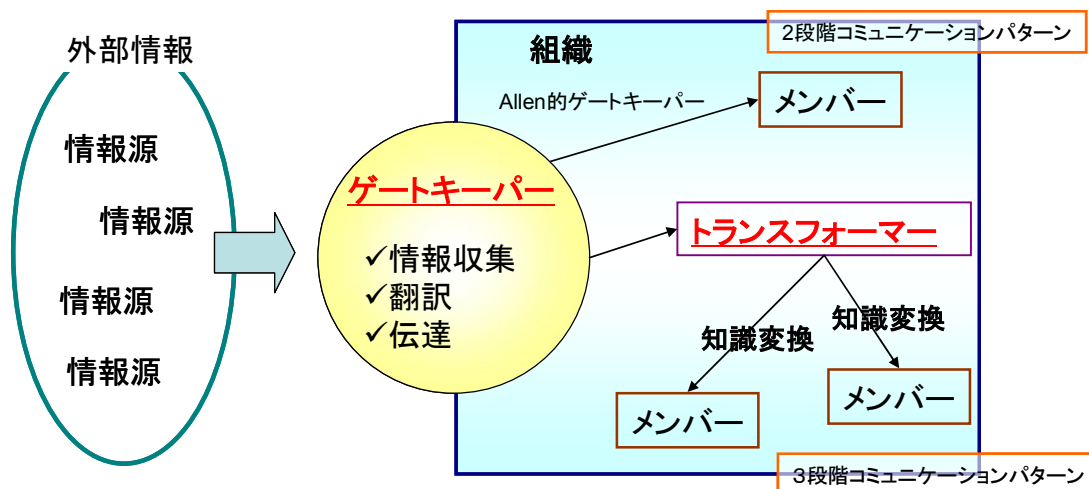 外部情報
情報源
情報源
情報源
情報源
組織
2段階コミュニケーションパターン
Allen的ゲートキーパー
メンバー
ゲートキーパー
✓情報収集
✓翻訳
✓伝達
トランスフォーマー
知識変換
知識変換
メンバー
メンバー
3段階コミュニケーションパターン